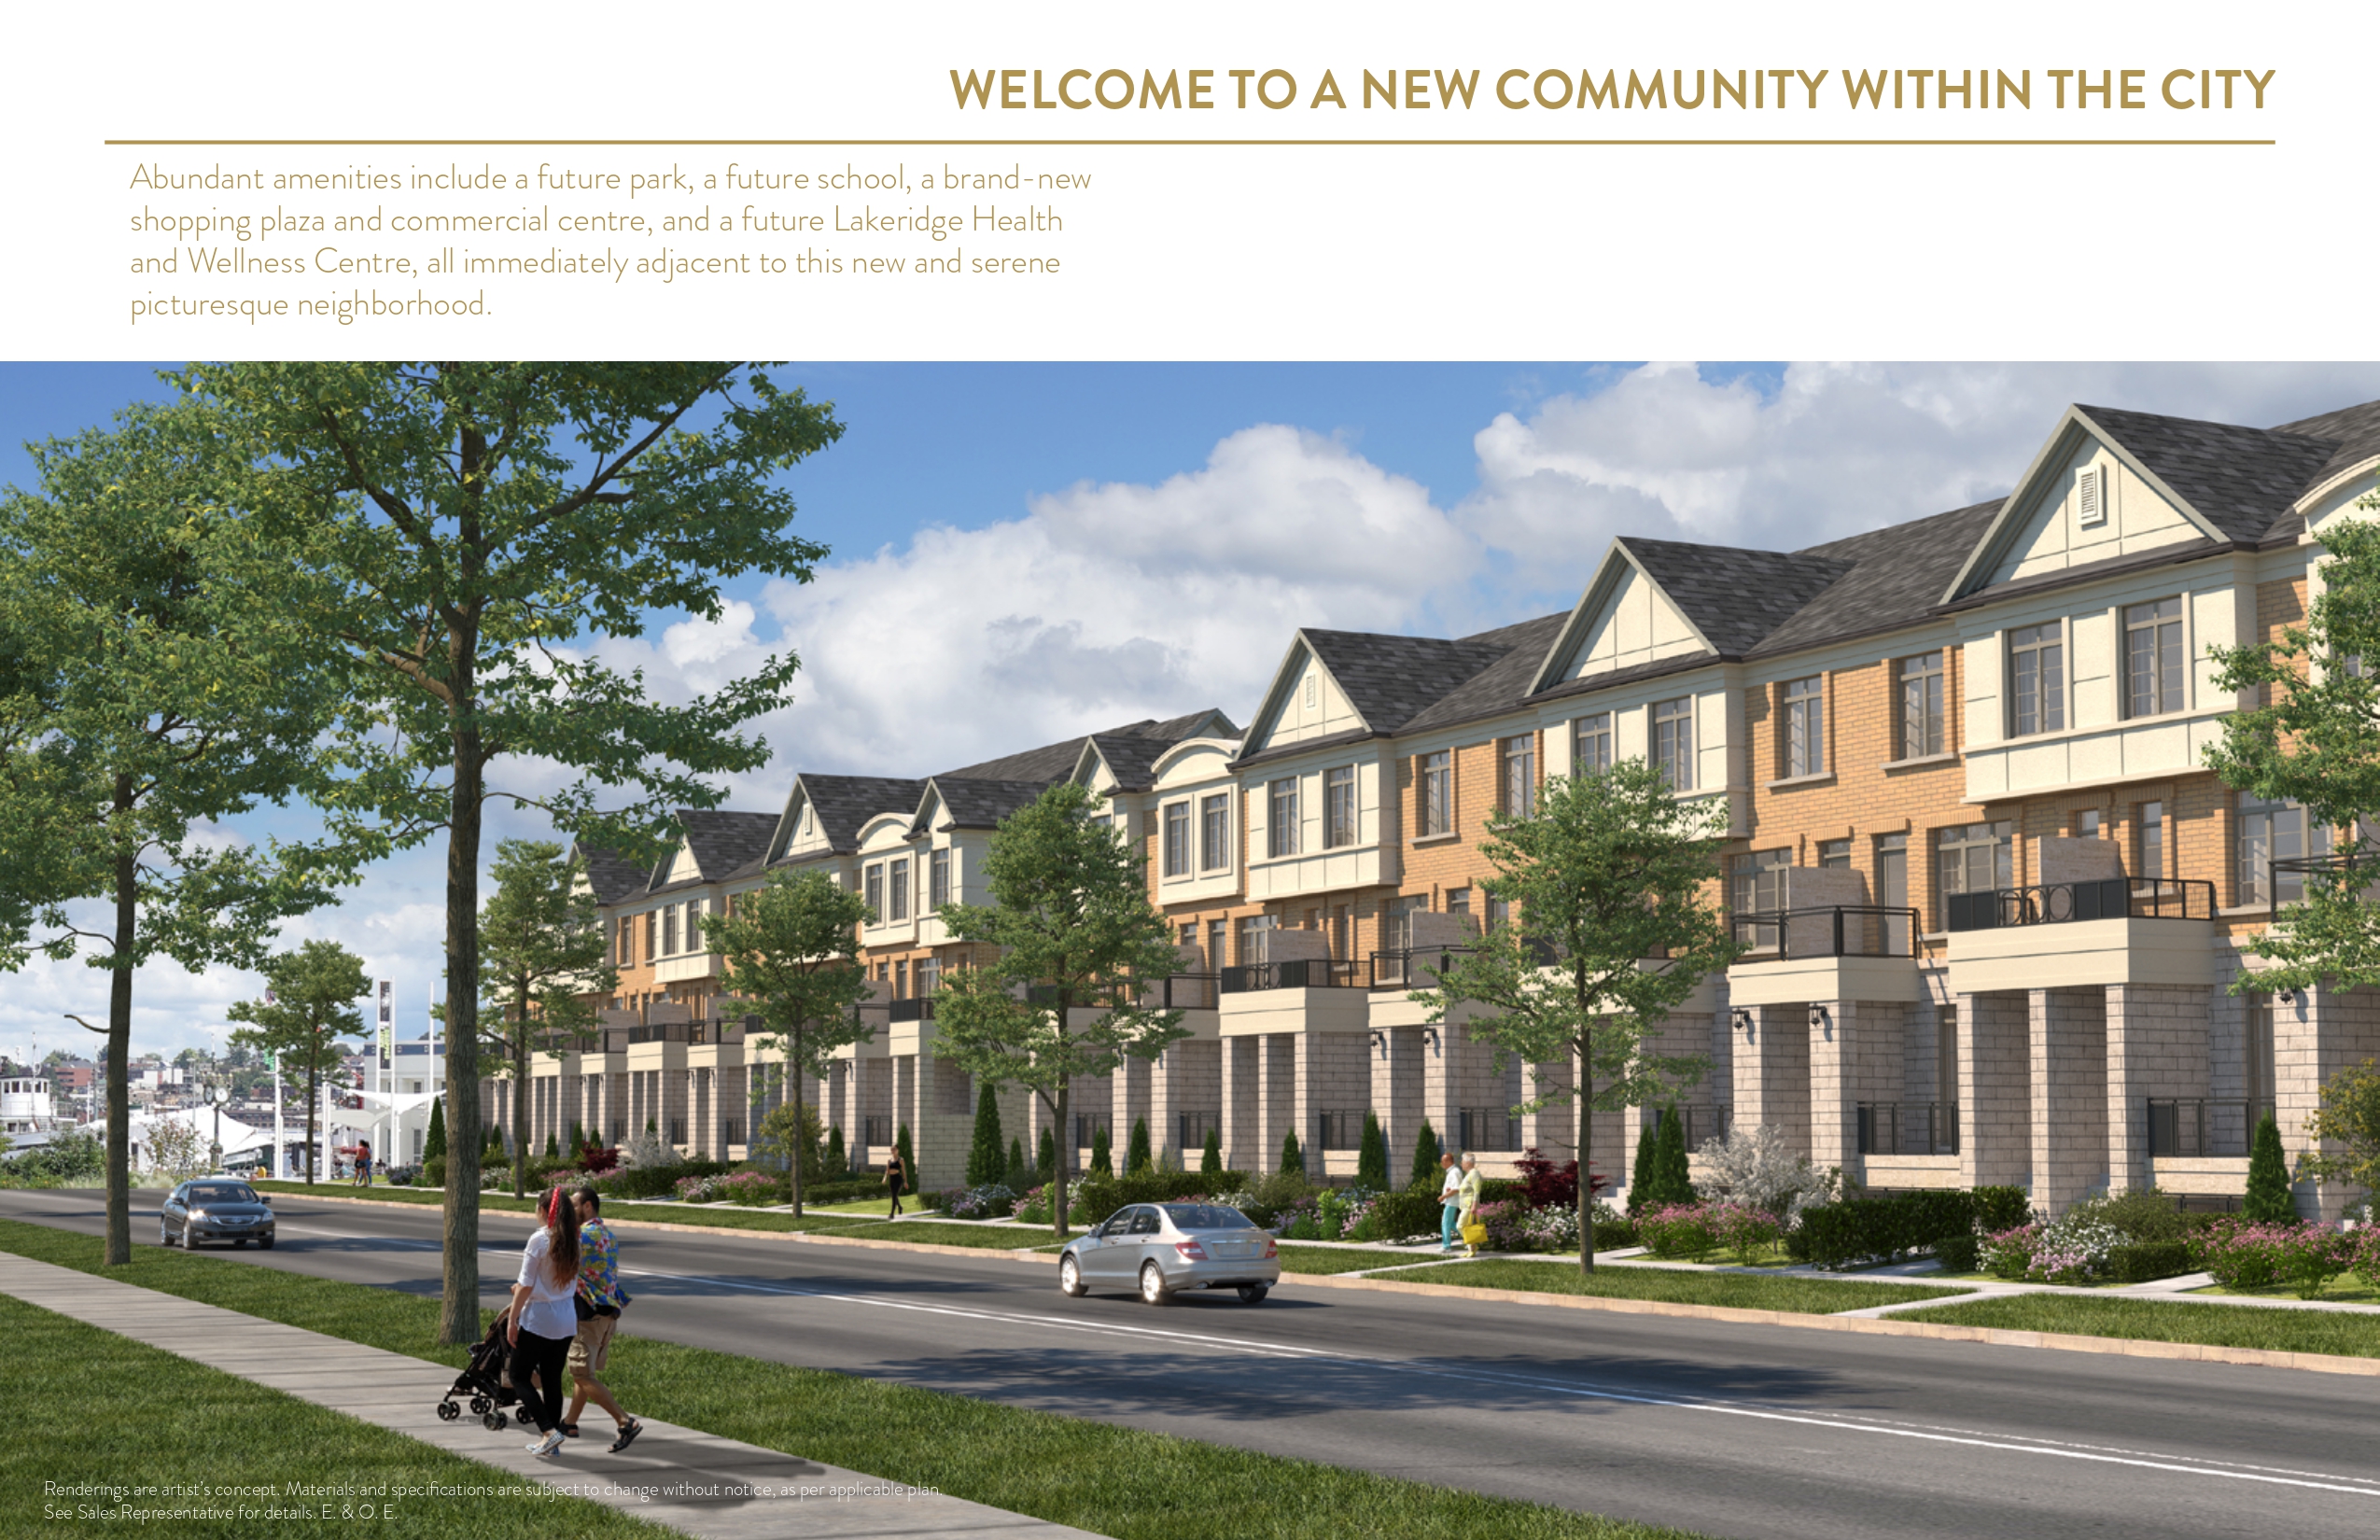 WELCOME TO A NEW COMMUNITY WITHIN THE CITY
Abundant amenities include a future park, a future school, a brand-new
shopping plaza and commercial centre, and a future Lakeridge Health
and Wellness Centre, all immediately adjacent to this new and serene
picturesque neighborhood.
Renderings are artist's concept. Materials and specifications are subject to change without notice, as per applicable plan.
See Sales Representative for details. E. & O. E.